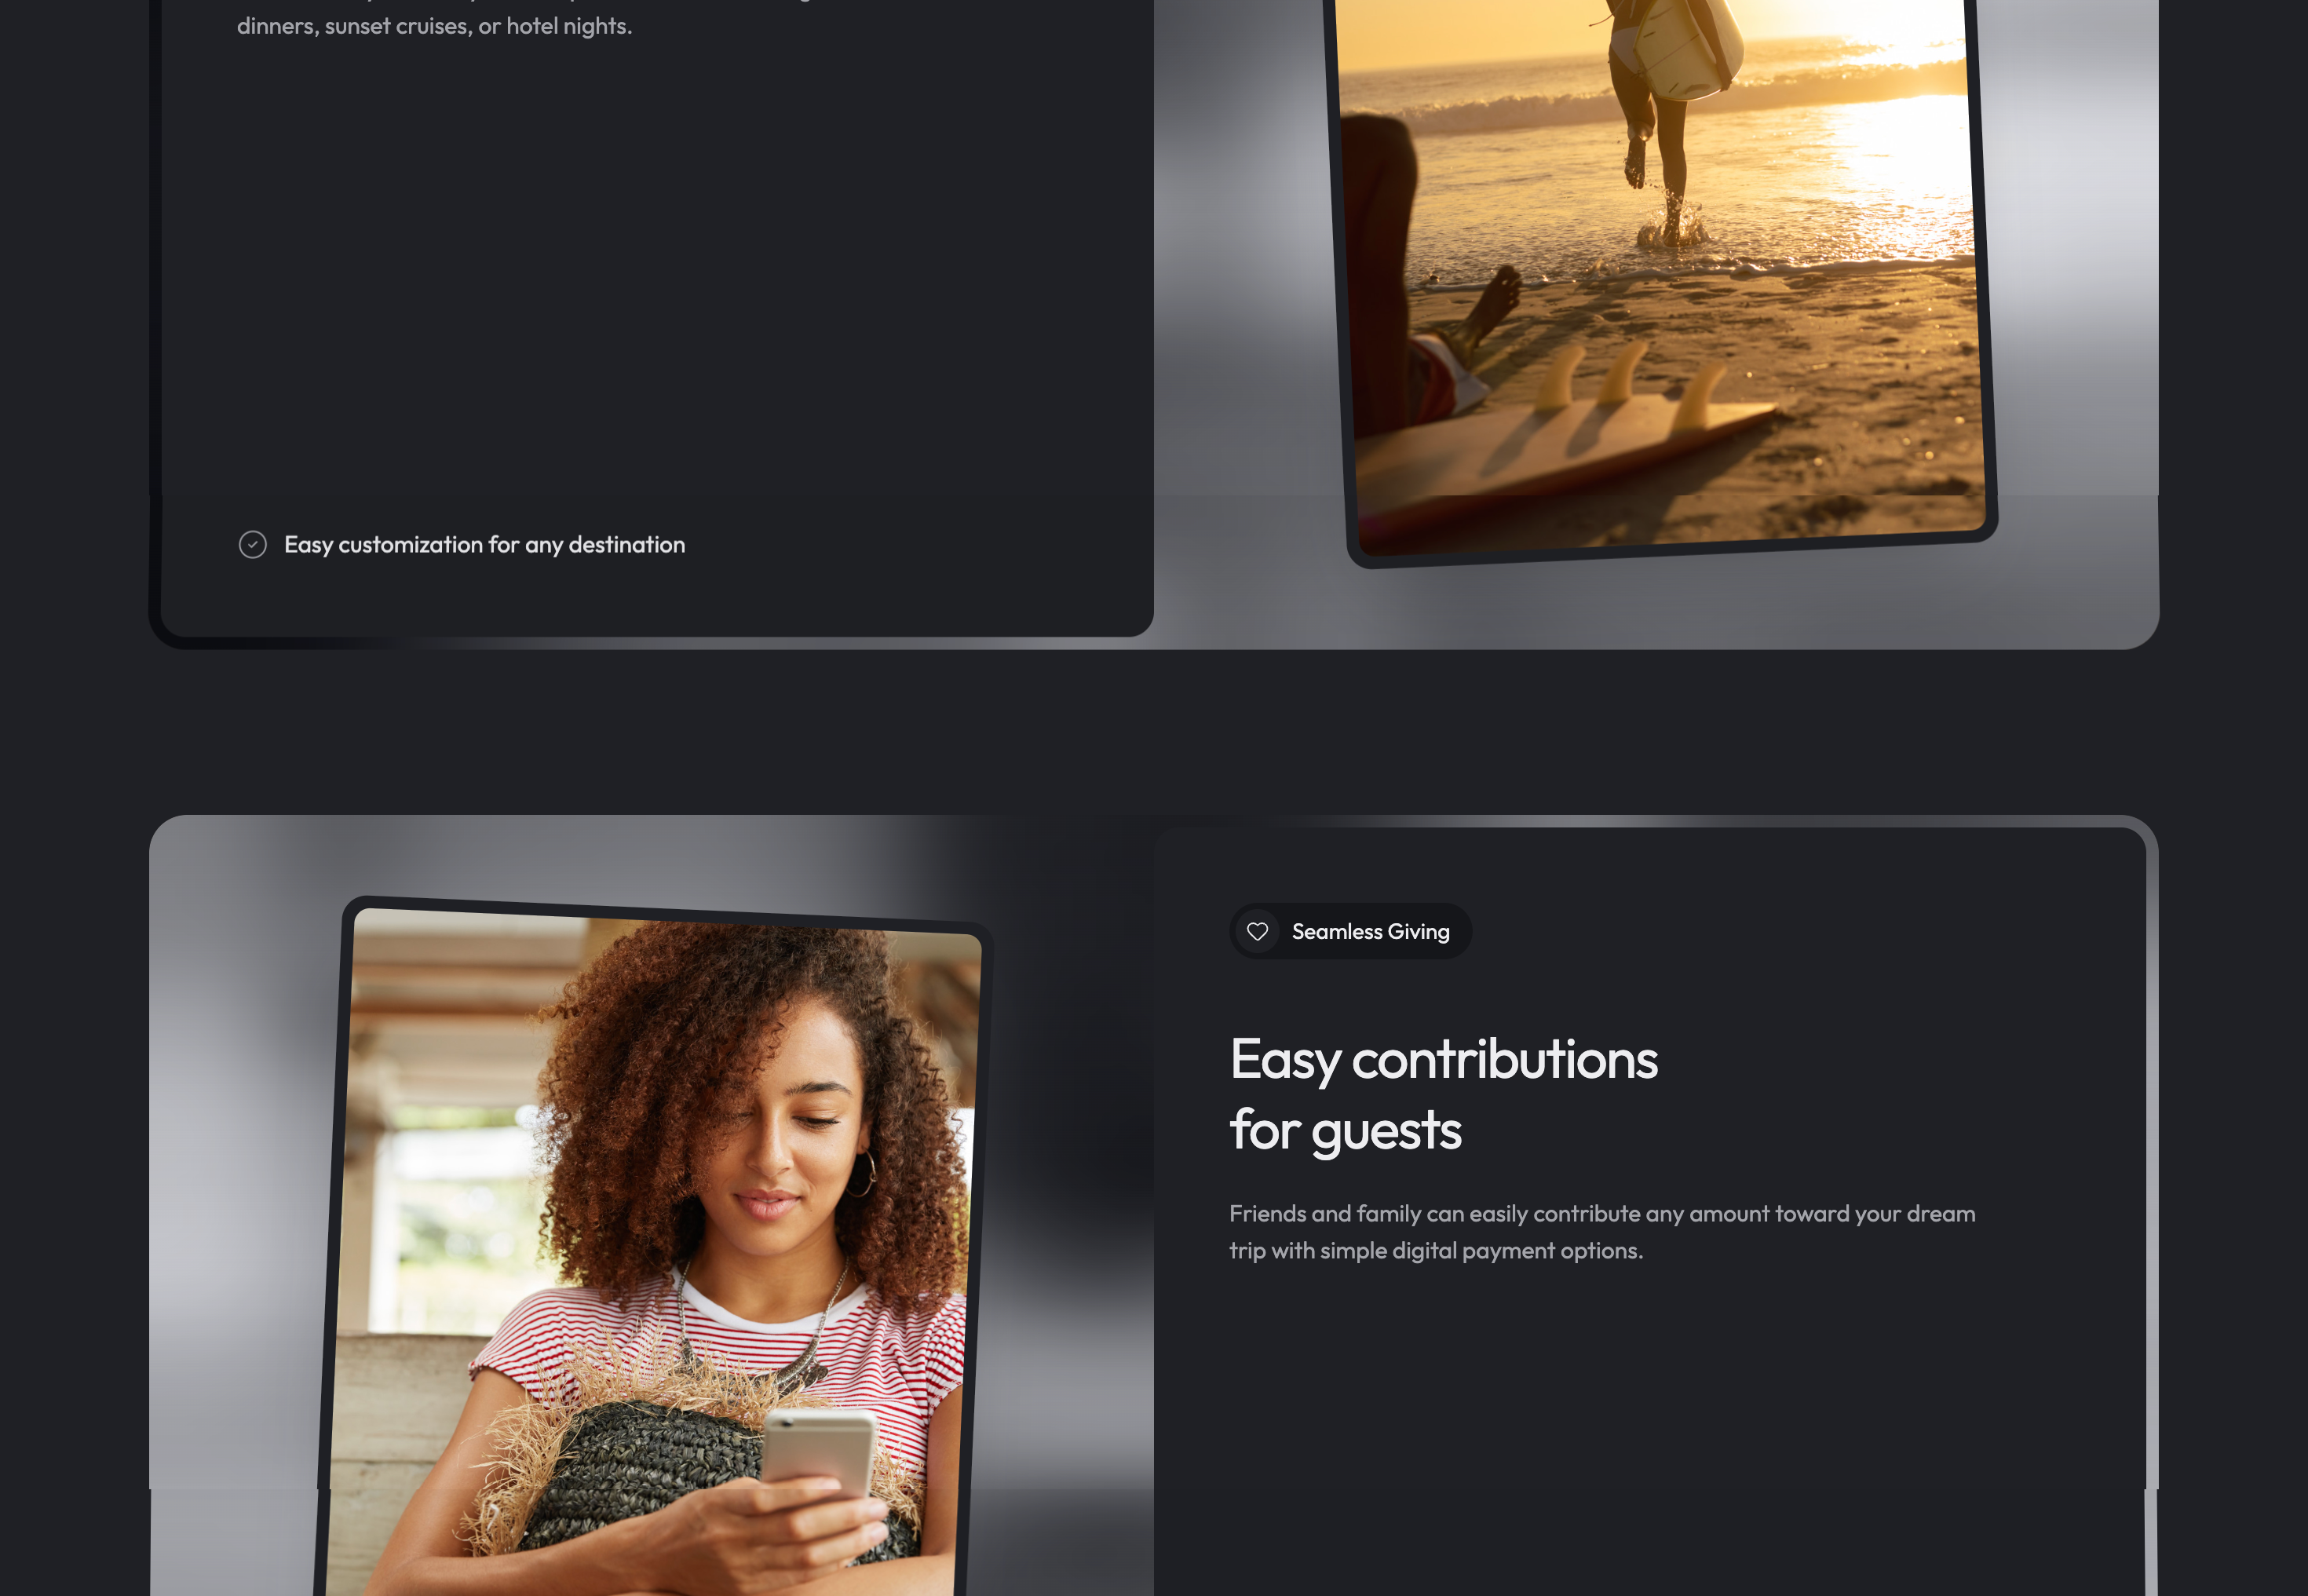 dinners, sunset cruises, or hotel nights.
Easy customization for any destination
Seamless Giving
Easy contributions
for guests
Friends and family can easily contribute any amount toward your dream
trip with simple digital payment options.